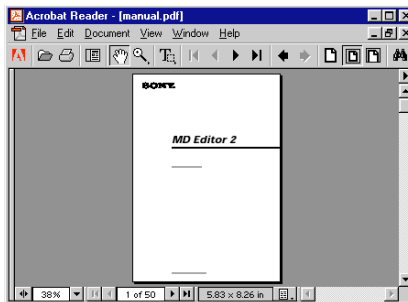 Acrobat Reader - [manual.pdf]
File Edit Document View Window Help
SONY
MD Editor 2
38% 1 of 50 5.83 x 8.26 in